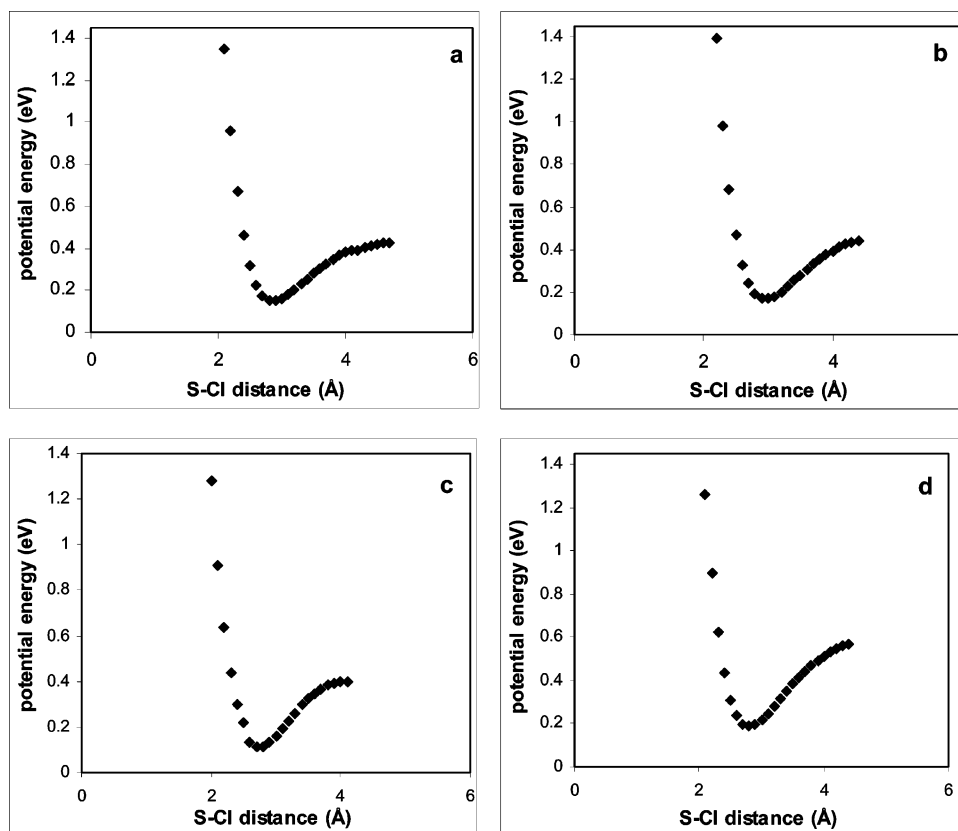 a
potential energy (eV)
1.4
1.2
1
0.8
0.6
0.4
0.2
0
0 2 4 6
S-Cl distance (Å)
b
potential energy (eV)
1.4
1.2
1
0.8
0.6
0.4
0.2
0
0 2 4
S-Cl distance (Å)
c
potential energy (eV)
1.4
1.2
1
0.8
0.6
0.4
0.2
0
0 2 4 6
S-Cl distance (Å)
d
potential energy (eV)
1.4
1.2
1
0.8
0.6
0.4
0.2
0
0 2 4 6
S-Cl distance (Å)